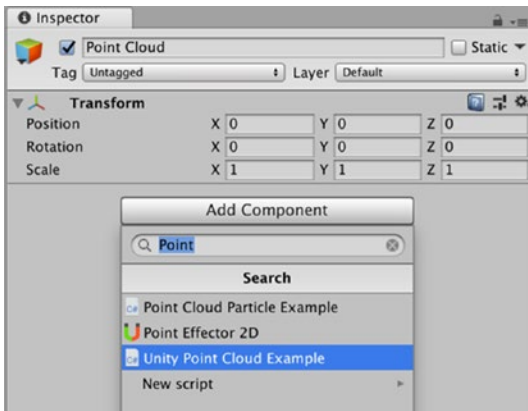 Inspector
Point Cloud Static
Tag Untagged Layer Default
Transform
Position X 0 Y 0 Z 0
Rotation X 0 Y 0 Z 0
Scale X 1 Y 1 Z 1
Add Component
Point
Search
Point Cloud Particle Example
Point Effector 2D
Unity Point Cloud Example
New script